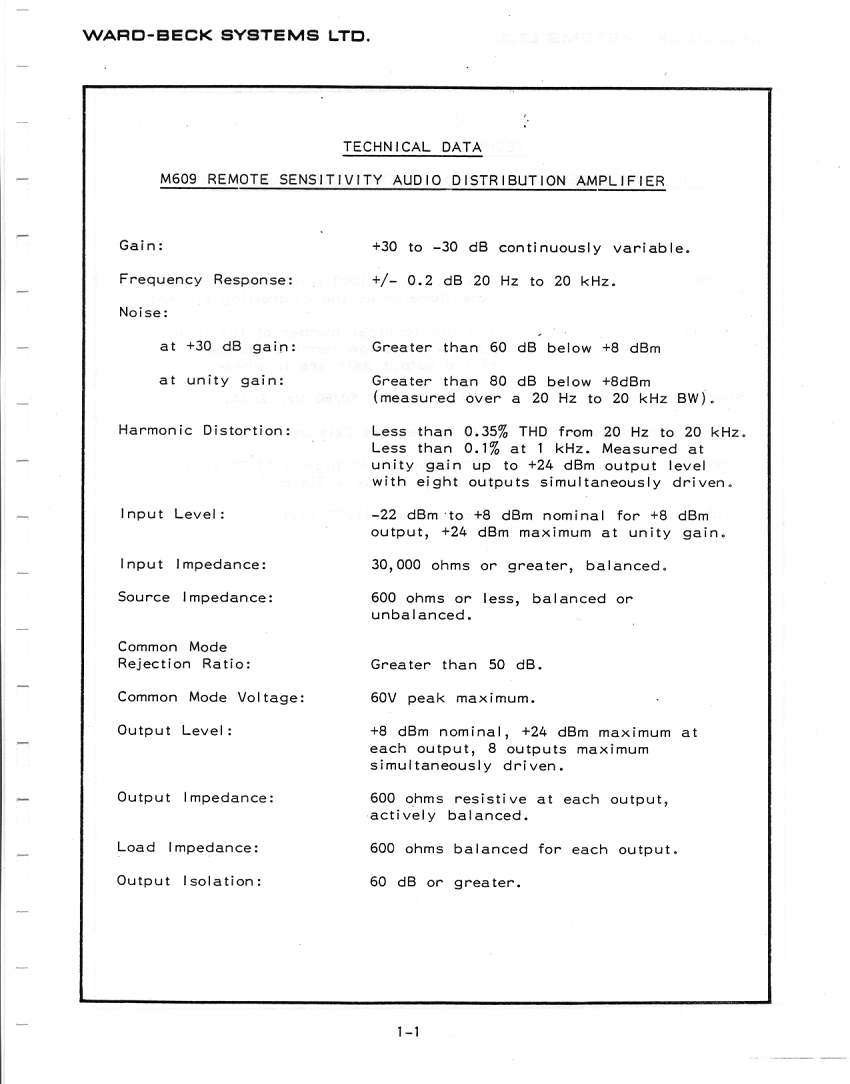 WARD-BECK SYSTEMS LTD.
TECHNICAL DATA
M609 REMOTE SENSITIVITY AUDIO DISTRIBUTION AMPLIFIER
Gain: +30 to -30 dB continuously variable.
Frequency Response: +/- 0.2 dB 20 Hz to 20 kHz.
Noise:
at +30 dB gain: Greater than 60 dB below +8 dBm
at unity gain: Greater than 80 dB below +8dBm
(measured over a 20 Hz to 20 kHz BW).
Harmonic Distortion: Less than 0.35% THD from 20 Hz to 20 kHz.
Less than 0.1% at 1 kHz. Measured at
unity gain up to +24 dBm output level
with eight outputs simultaneously driven.
Input Level: -22 dBm to +8 dBm nominal for +8 dBm
output, +24 dBm maximum at unity gain.
Input Impedance: 30,000 ohms or greater, balanced.
Source Impedance: 600 ohms or less, balanced or
unbalanced.
Common Mode
Rejection Ratio: Greater than 50 dB.
Common Mode Voltage: 60V peak maximum.
Output Level: +8 dBm nominal, +24 dBm maximum at
each output, 8 outputs maximum
simultaneously driven.
Output Impedance: 600 ohms resistive at each output,
actively balanced.
Load Impedance: 600 ohms balanced for each output.
Output Isolation: 60 dB or greater.
1-1